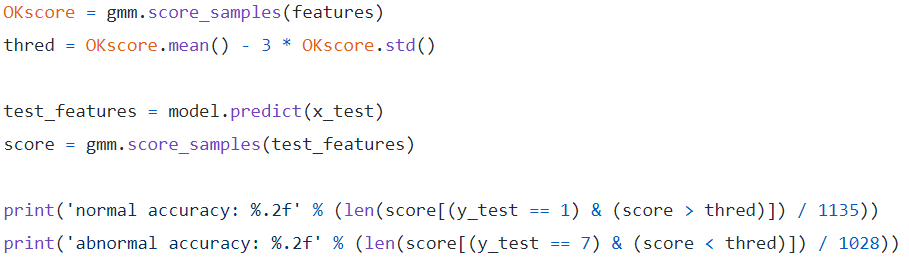 OKscore = gmm.score_samples(features)
thred = OKscore.mean() - 3 * OKscore.std()
test_features = model.predict(x_test)
score = gmm.score_samples(test_features)
print('normal accuracy: %.2f' % (len(score[(y_test == 1) & (score > thred)]) / 1135))
print('abnormal accuracy: %.2f' % (len(score[(y_test == 7) & (score < thred)]) / 1028))